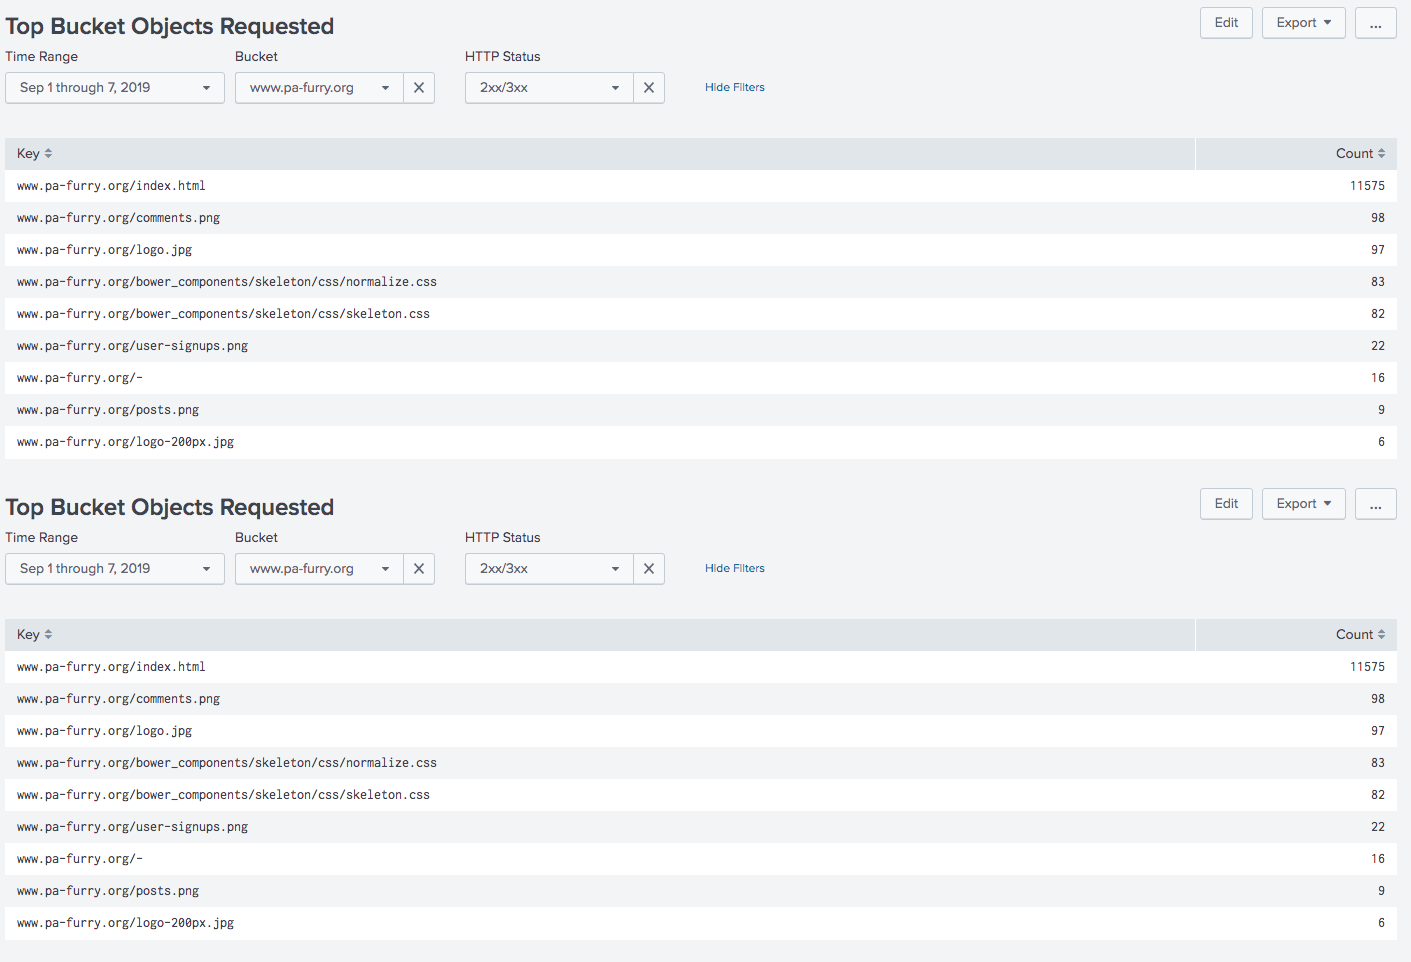 Top Bucket Objects Requested
Edit Export ...
Time Range Bucket HTTP Status
Sep 1 through 7, 2019 www.pa-furry.org 2xx/3xx Hide Filters
Key Count
www.pa-furry.org/index.html 11575
www.pa-furry.org/comments.png 98
www.pa-furry.org/logo.jpg 97
www.pa-furry.org/bower_components/skeleton/css/normalize.css 83
www.pa-furry.org/bower_components/skeleton/css/skeleton.css 82
www.pa-furry.org/user-signups.png 22
www.pa-furry.org/- 16
www.pa-furry.org/posts.png 9
www.pa-furry.org/logo-200px.jpg 6
Top Bucket Objects Requested
Edit Export ...
Time Range Bucket HTTP Status
Sep 1 through 7, 2019 www.pa-furry.org 2xx/3xx Hide Filters
Key Count
www.pa-furry.org/index.html 11575
www.pa-furry.org/comments.png 98
www.pa-furry.org/logo.jpg 97
www.pa-furry.org/bower_components/skeleton/css/normalize.css 83
www.pa-furry.org/bower_components/skeleton/css/skeleton.css 82
www.pa-furry.org/user-signups.png 22
www.pa-furry.org/- 16
www.pa-furry.org/posts.png 9
www.pa-furry.org/logo-200px.jpg 6